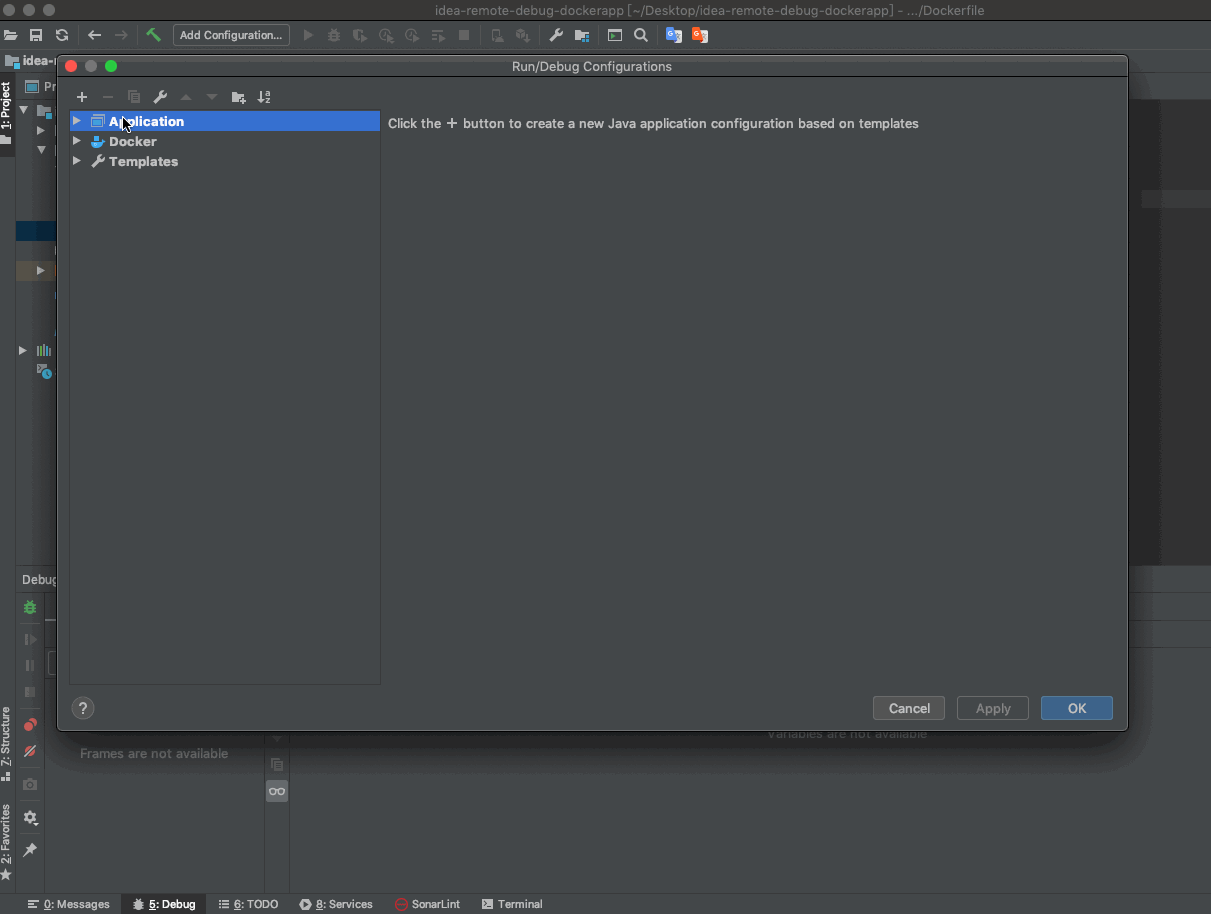 idea-remote-debug-dockerapp [~/Desktop/idea-remote-debug-dockerapp] - .../Dockerfile
Add Configuration...
idea-
Run/Debug Configurations
1: Project
Pr
Application
Docker
Templates
Click the + button to create a new Java application configuration based on templates
Debug
?
Cancel
Apply
OK
Z: Structure
Frames are not available
Variables are not available
2: Favorites
0: Messages
5: Debug
6: TODO
8: Services
SonarLint
Terminal